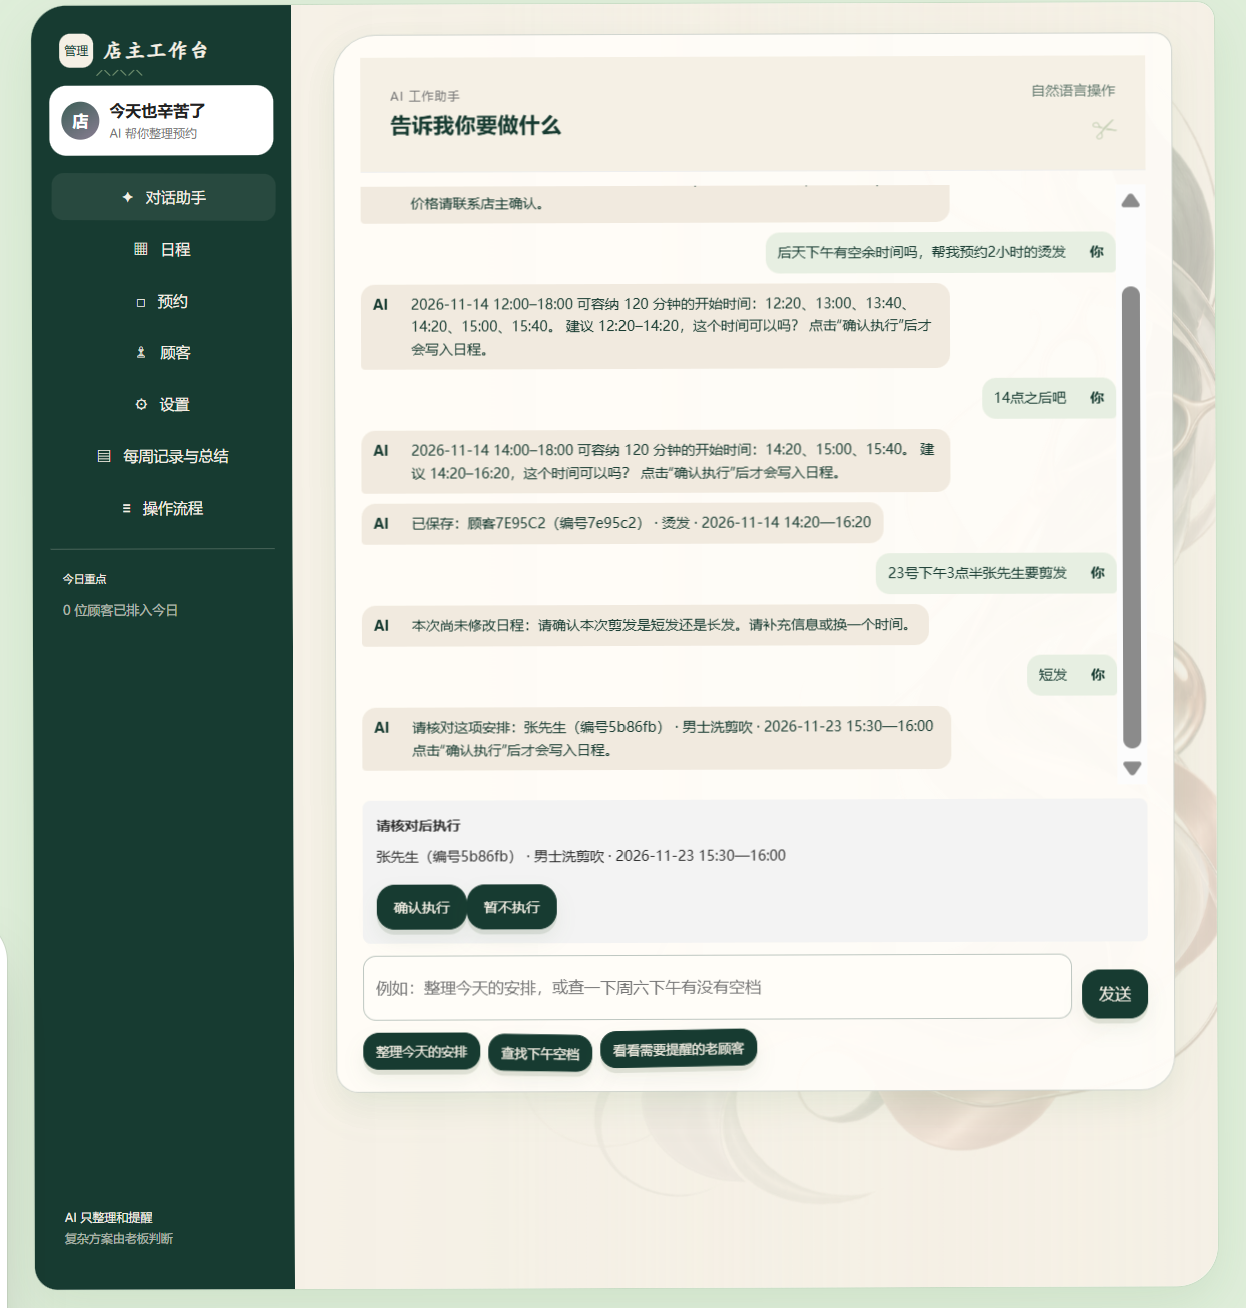 管理 店主工作台
店 今天也辛苦了
AI 帮你整理预约
对话助手
日程
预约
顾客
设置
每周记录与总结
操作流程
今日重点
0 位顾客已排入今日
AI 只整理和提醒
复杂方案由老板判断
AI 工作助手
告诉我你要做什么
自然语言操作
价格请联系店主确认。
后天下午有空余时间吗，帮我预约2小时的烫发 你
AI 2026-11-14 12:00–18:00 可容纳 120 分钟的开始时间：12:20、13:00、13:40、
14:20、15:00、15:40。 建议 12:20–14:20，这个时间可以吗？ 点击“确认执行”后才
会写入日程。
14点之后吧 你
AI 2026-11-14 14:00–18:00 可容纳 120 分钟的开始时间：14:20、15:00、15:40。 建
议 14:20–16:20，这个时间可以吗？ 点击“确认执行”后才会写入日程。
AI 已保存：顾客7E95C2（编号7e95c2） · 烫发 · 2026-11-14 14:20—16:20
23号下午3点半张先生要剪发 你
AI 本次尚未修改日程：请确认本次剪发是短发还是长发。请补充信息或换一个时间。
短发 你
AI 请核对这项安排：张先生（编号5b86fb） · 男士洗剪吹 · 2026-11-23 15:30—16:00
点击“确认执行”后才会写入日程。
请核对后执行
张先生（编号5b86fb） · 男士洗剪吹 · 2026-11-23 15:30—16:00
确认执行 暂不执行
例如：整理今天的安排，或查一下周六下午有没有空档
发送
整理今天的安排 查找下午空档 看看需要提醒的老顾客